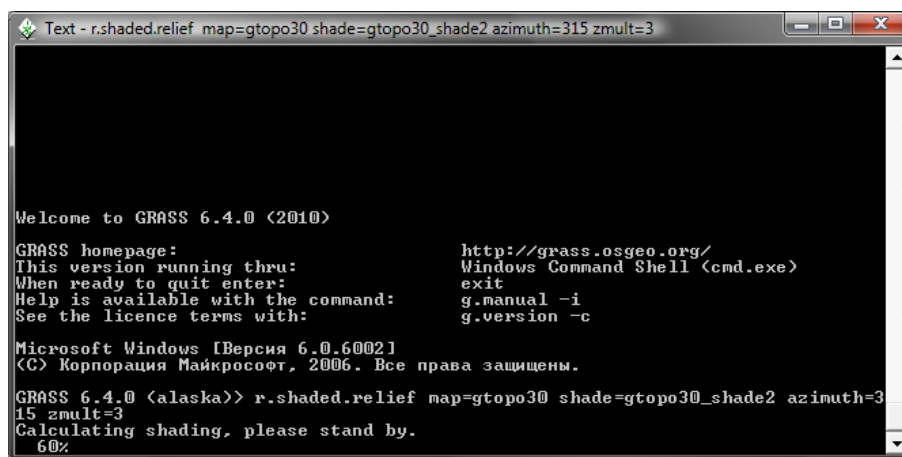 Text - r.shaded.relief map=gtopo30 shade=gtopo30_shade2 azimuth=315 zmult=3
Welcome to GRASS 6.4.0 (2010)
GRASS homepage: http://grass.osgeo.org/
This version running thru: Windows Command Shell (cmd.exe)
When ready to quit enter: exit
Help is available with the command: g.manual -i
See the licence terms with: g.version -c
Microsoft Windows [Версия 6.0.6002]
(C) Корпорация Майкрософт, 2006. Все права защищены.
GRASS 6.4.0 (alaska)> r.shaded.relief map=gtopo30 shade=gtopo30_shade2 azimuth=3
15 zmult=3
Calculating shading, please stand by.
60%